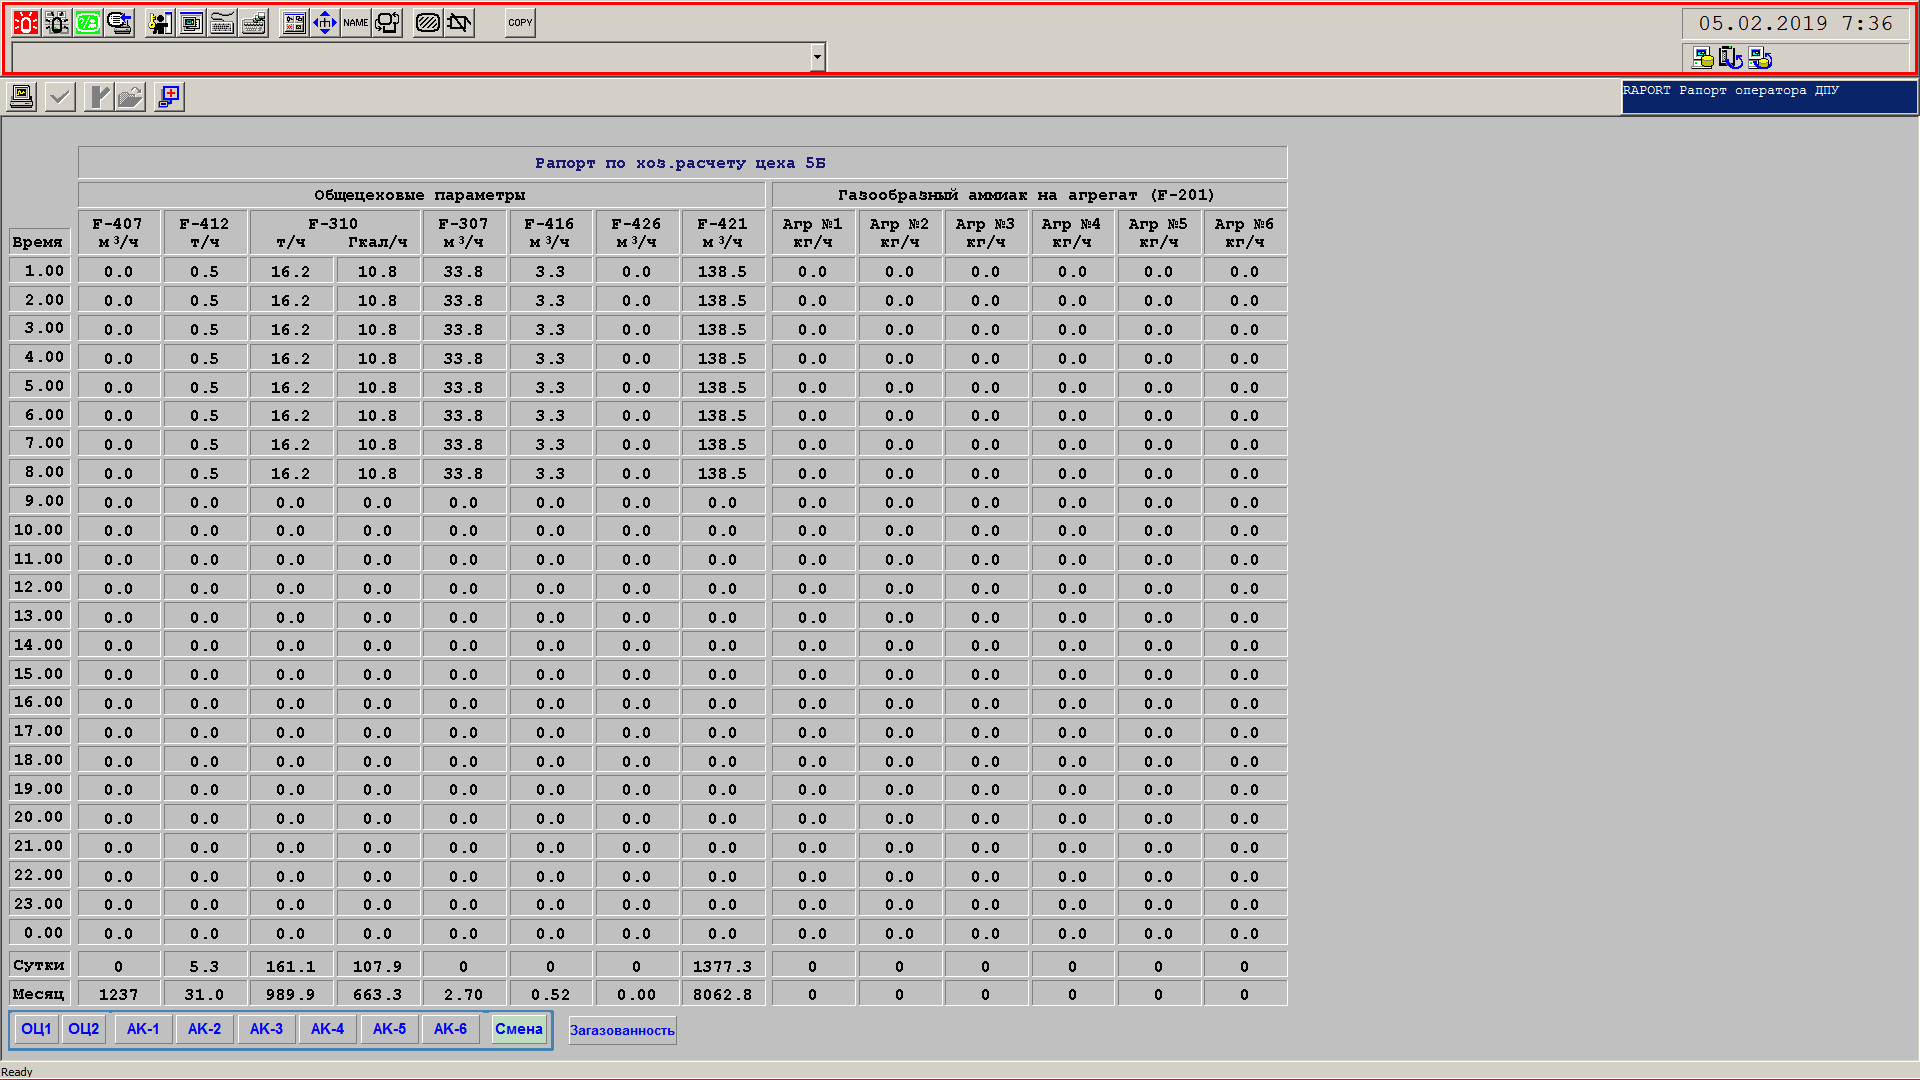 ?/3
NAME
COPY
05.02.2019 7:36
RAPORT Рапорт оператора ДПУ
Рапорт по хоз.расчету цеха 5Б
Общецеховые параметры Газообразный аммиак на агрегат (F-201)
F-407 F-412 F-310 F-307 F-416 F-426 F-421 Агр №1 Агр №2 Агр №3 Агр №4 Агр №5 Агр №6
Время м³/ч т/ч т/ч Гкал/ч м³/ч м³/ч м³/ч м³/ч кг/ч кг/ч кг/ч кг/ч кг/ч кг/ч
1.00 0.0 0.5 16.2 10.8 33.8 3.3 0.0 138.5 0.0 0.0 0.0 0.0 0.0 0.0
2.00 0.0 0.5 16.2 10.8 33.8 3.3 0.0 138.5 0.0 0.0 0.0 0.0 0.0 0.0
3.00 0.0 0.5 16.2 10.8 33.8 3.3 0.0 138.5 0.0 0.0 0.0 0.0 0.0 0.0
4.00 0.0 0.5 16.2 10.8 33.8 3.3 0.0 138.5 0.0 0.0 0.0 0.0 0.0 0.0
5.00 0.0 0.5 16.2 10.8 33.8 3.3 0.0 138.5 0.0 0.0 0.0 0.0 0.0 0.0
6.00 0.0 0.5 16.2 10.8 33.8 3.3 0.0 138.5 0.0 0.0 0.0 0.0 0.0 0.0
7.00 0.0 0.5 16.2 10.8 33.8 3.3 0.0 138.5 0.0 0.0 0.0 0.0 0.0 0.0
8.00 0.0 0.5 16.2 10.8 33.8 3.3 0.0 138.5 0.0 0.0 0.0 0.0 0.0 0.0
9.00 0.0 0.0 0.0 0.0 0.0 0.0 0.0 0.0 0.0 0.0 0.0 0.0 0.0 0.0
10.00 0.0 0.0 0.0 0.0 0.0 0.0 0.0 0.0 0.0 0.0 0.0 0.0 0.0 0.0
11.00 0.0 0.0 0.0 0.0 0.0 0.0 0.0 0.0 0.0 0.0 0.0 0.0 0.0 0.0
12.00 0.0 0.0 0.0 0.0 0.0 0.0 0.0 0.0 0.0 0.0 0.0 0.0 0.0 0.0
13.00 0.0 0.0 0.0 0.0 0.0 0.0 0.0 0.0 0.0 0.0 0.0 0.0 0.0 0.0
14.00 0.0 0.0 0.0 0.0 0.0 0.0 0.0 0.0 0.0 0.0 0.0 0.0 0.0 0.0
15.00 0.0 0.0 0.0 0.0 0.0 0.0 0.0 0.0 0.0 0.0 0.0 0.0 0.0 0.0
16.00 0.0 0.0 0.0 0.0 0.0 0.0 0.0 0.0 0.0 0.0 0.0 0.0 0.0 0.0
17.00 0.0 0.0 0.0 0.0 0.0 0.0 0.0 0.0 0.0 0.0 0.0 0.0 0.0 0.0
18.00 0.0 0.0 0.0 0.0 0.0 0.0 0.0 0.0 0.0 0.0 0.0 0.0 0.0 0.0
19.00 0.0 0.0 0.0 0.0 0.0 0.0 0.0 0.0 0.0 0.0 0.0 0.0 0.0 0.0
20.00 0.0 0.0 0.0 0.0 0.0 0.0 0.0 0.0 0.0 0.0 0.0 0.0 0.0 0.0
21.00 0.0 0.0 0.0 0.0 0.0 0.0 0.0 0.0 0.0 0.0 0.0 0.0 0.0 0.0
22.00 0.0 0.0 0.0 0.0 0.0 0.0 0.0 0.0 0.0 0.0 0.0 0.0 0.0 0.0
23.00 0.0 0.0 0.0 0.0 0.0 0.0 0.0 0.0 0.0 0.0 0.0 0.0 0.0 0.0
0.00 0.0 0.0 0.0 0.0 0.0 0.0 0.0 0.0 0.0 0.0 0.0 0.0 0.0 0.0
Сутки 0 5.3 161.1 107.9 0 0 0 1377.3 0 0 0 0 0 0
Месяц 1237 31.0 989.9 663.3 2.70 0.52 0.00 8062.8 0 0 0 0 0 0
ОЦ1 ОЦ2 АК-1 АК-2 АК-3 АК-4 АК-5 АК-6 Смена Загазованность
Ready